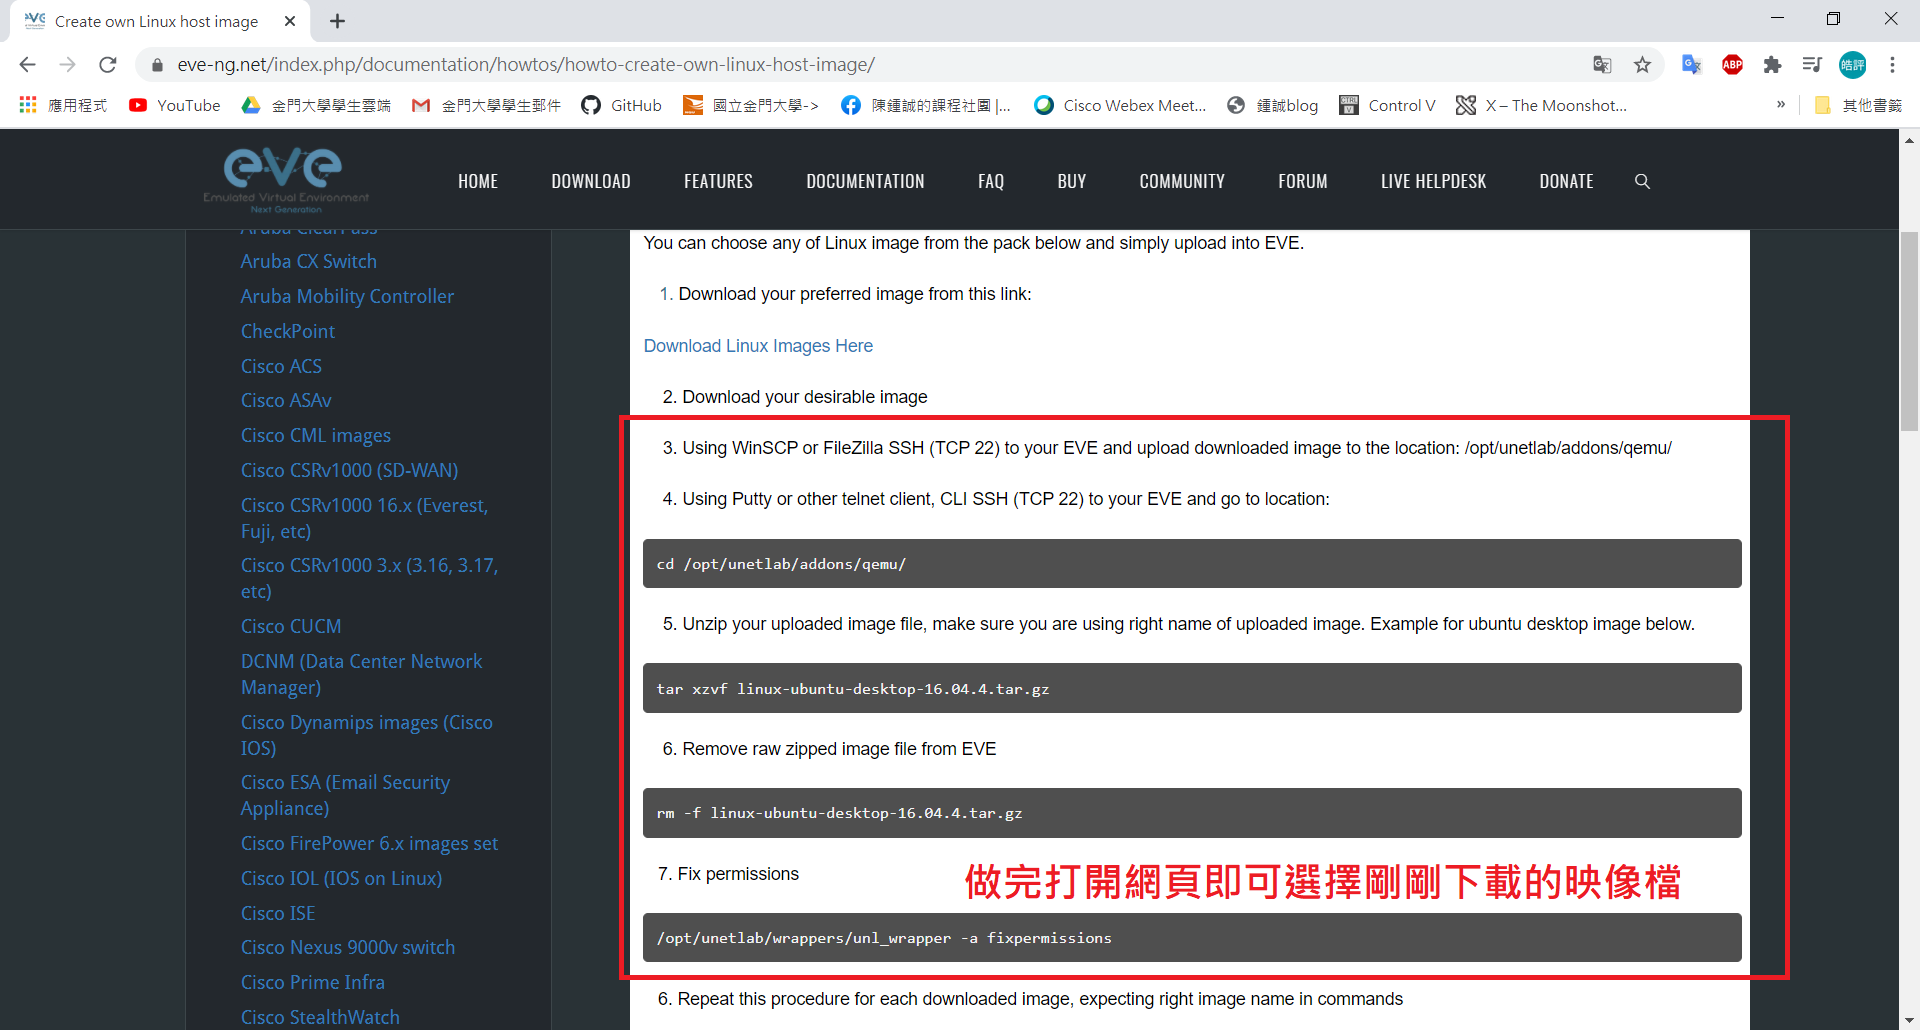 Create own Linux host image
eve-ng.net/index.php/documentation/howtos/howto-create-own-linux-host-image/
ABP
皓評
應用程式
YouTube
金門大學學生雲端
金門大學學生郵件
GitHub
國立金門大學->
陳鍾誠的課程社團 |...
Cisco Webex Meet...
鍾誠blog
CTRL
V
Control V
X – The Moonshot...
»
其他書籤
eve
Emulated Virtual Environment
Next Generation
HOME
DOWNLOAD
FEATURES
DOCUMENTATION
FAQ
BUY
COMMUNITY
FORUM
LIVE HELPDESK
DONATE
Aruba ClearPass
Aruba CX Switch
Aruba Mobility Controller
CheckPoint
Cisco ACS
Cisco ASAv
Cisco CML images
Cisco CSRv1000 (SD-WAN)
Cisco CSRv1000 16.x (Everest,
Fuji, etc)
Cisco CSRv1000 3.x (3.16, 3.17,
etc)
Cisco CUCM
DCNM (Data Center Network
Manager)
Cisco Dynamips images (Cisco
IOS)
Cisco ESA (Email Security
Appliance)
Cisco FirePower 6.x images set
Cisco IOL (IOS on Linux)
Cisco ISE
Cisco Nexus 9000v switch
Cisco Prime Infra
Cisco StealthWatch
You can choose any of Linux image from the pack below and simply upload into EVE.
1. Download your preferred image from this link:
Download Linux Images Here
2. Download your desirable image
3. Using WinSCP or FileZilla SSH (TCP 22) to your EVE and upload downloaded image to the location: /opt/unetlab/addons/qemu/
4. Using Putty or other telnet client, CLI SSH (TCP 22) to your EVE and go to location:
cd /opt/unetlab/addons/qemu/
5. Unzip your uploaded image file, make sure you are using right name of uploaded image. Example for ubuntu desktop image below.
tar xzvf linux-ubuntu-desktop-16.04.4.tar.gz
6. Remove raw zipped image file from EVE
rm -f linux-ubuntu-desktop-16.04.4.tar.gz
7. Fix permissions
做完打開網頁即可選擇剛剛下載的映像檔
/opt/unetlab/wrappers/unl_wrapper -a fixpermissions
6. Repeat this procedure for each downloaded image, expecting right image name in commands